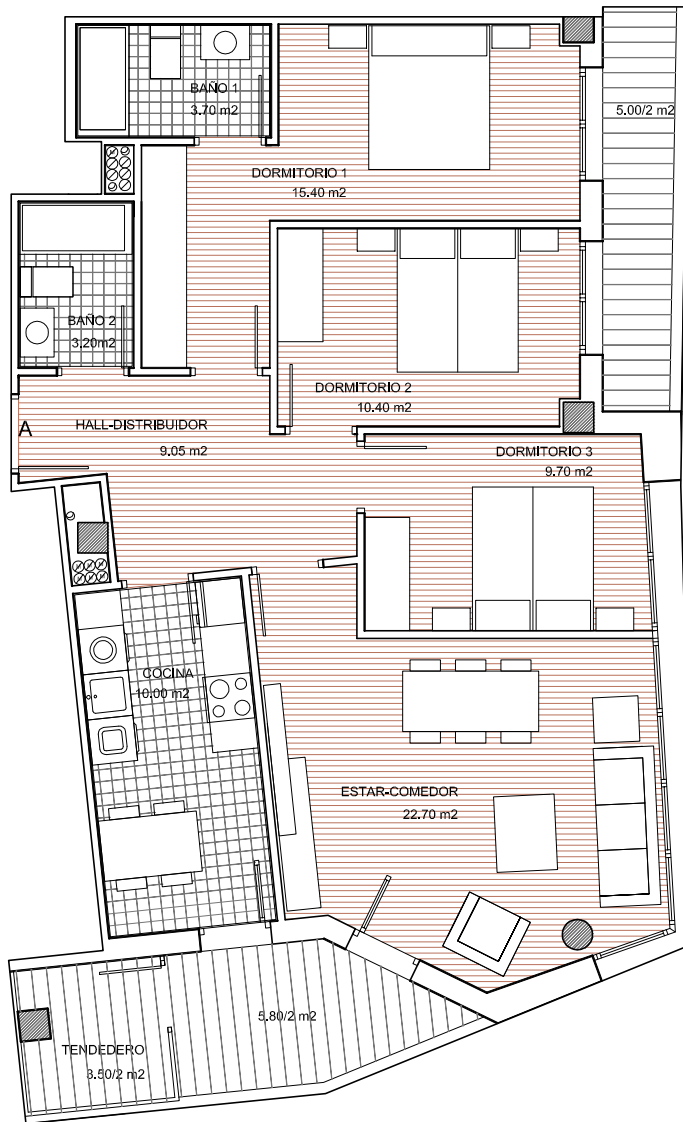 BAÑO 1
3.70 m2
5.00/2 m2
DORMITORIO 1
15.40 m2
BAÑO 2
3.20m2
DORMITORIO 2
10.40 m2
A
HALL-DISTRIBUIDOR
9.05 m2
DORMITORIO 3
9.70 m2
COCINA
10.00 m2
ESTAR-COMEDOR
22.70 m2
5.80/2 m2
TENDEDERO
3.50/2 m2